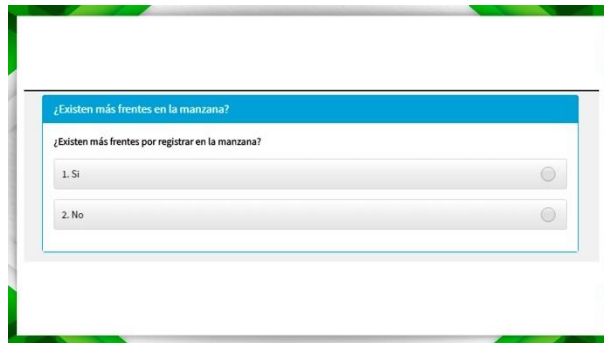 ¿Existen más frentes en la manzana?
¿Existen más frentes por registrar en la manzana?
1. Si
2. No